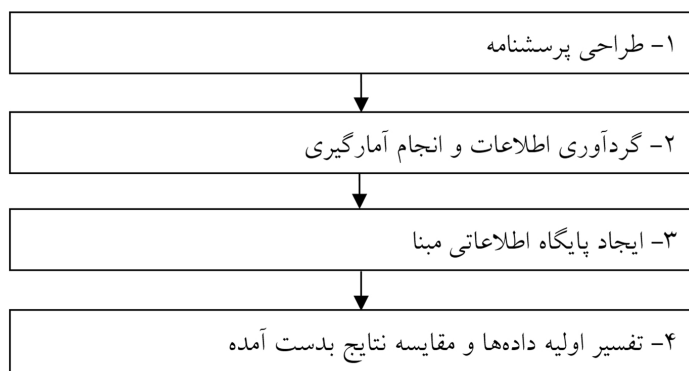 ۱- طراحی پرسشنامه
۲- گردآوری اطلاعات و انجام آمارگیری
۳- ایجاد پایگاه اطلاعاتی مبنا
۴- تفسیر اولیه داده‌ها و مقایسه نتایج بدست آمده